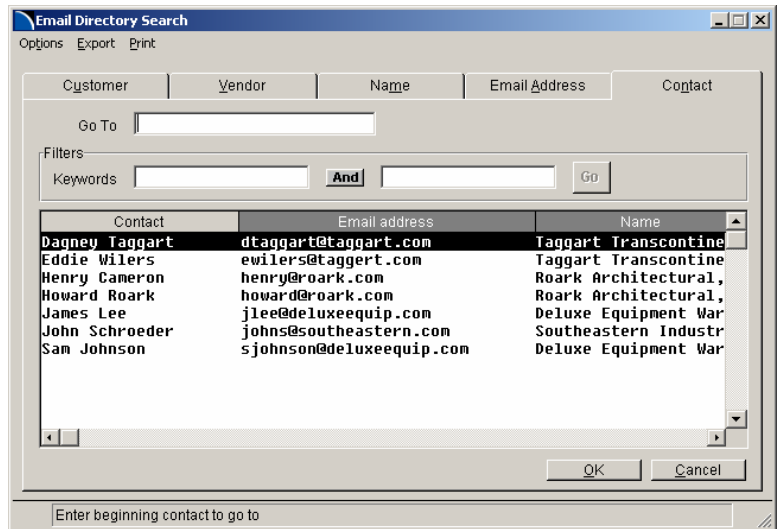 Email Directory Search
Options Export Print
Customer Vendor Name Email Address Contact
Go To
Filters
Keywords And Go
Contact Email address Name
Dagney Taggart dtaggart@taggart.com Taggart Transcontine
Eddie Wilers ewilers@taggert.com Taggart Transcontine
Henry Cameron henry@roark.com Roark Architectural,
Howard Roark howard@roark.com Roark Architectural,
James Lee jlee@deluxeequip.com Deluxe Equipment War
John Schroeder johns@southeastern.com Southeastern Industr
Sam Johnson sjohnson@deluxeequip.com Deluxe Equipment War
OK Cancel
Enter beginning contact to go to